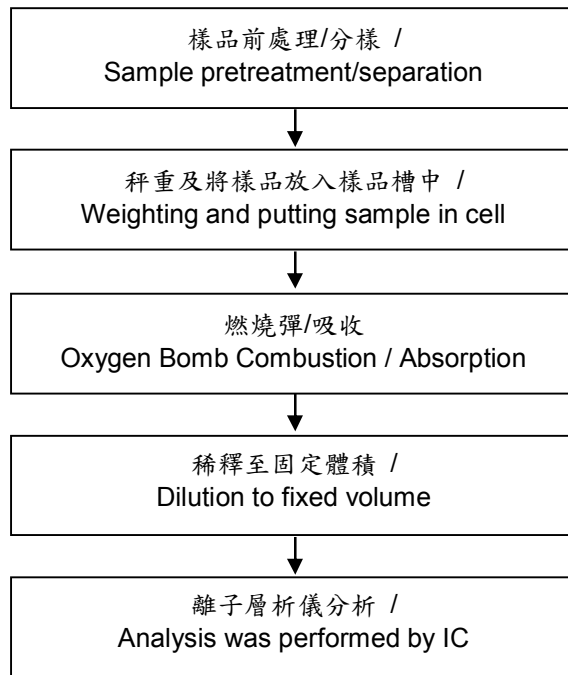 樣品前處理/分樣 /
Sample pretreatment/separation
秤重及將樣品放入樣品槽中 /
Weighting and putting sample in cell
燃燒彈/吸收
Oxygen Bomb Combustion / Absorption
稀釋至固定體積 /
Dilution to fixed volume
離子層析儀分析 /
Analysis was performed by IC